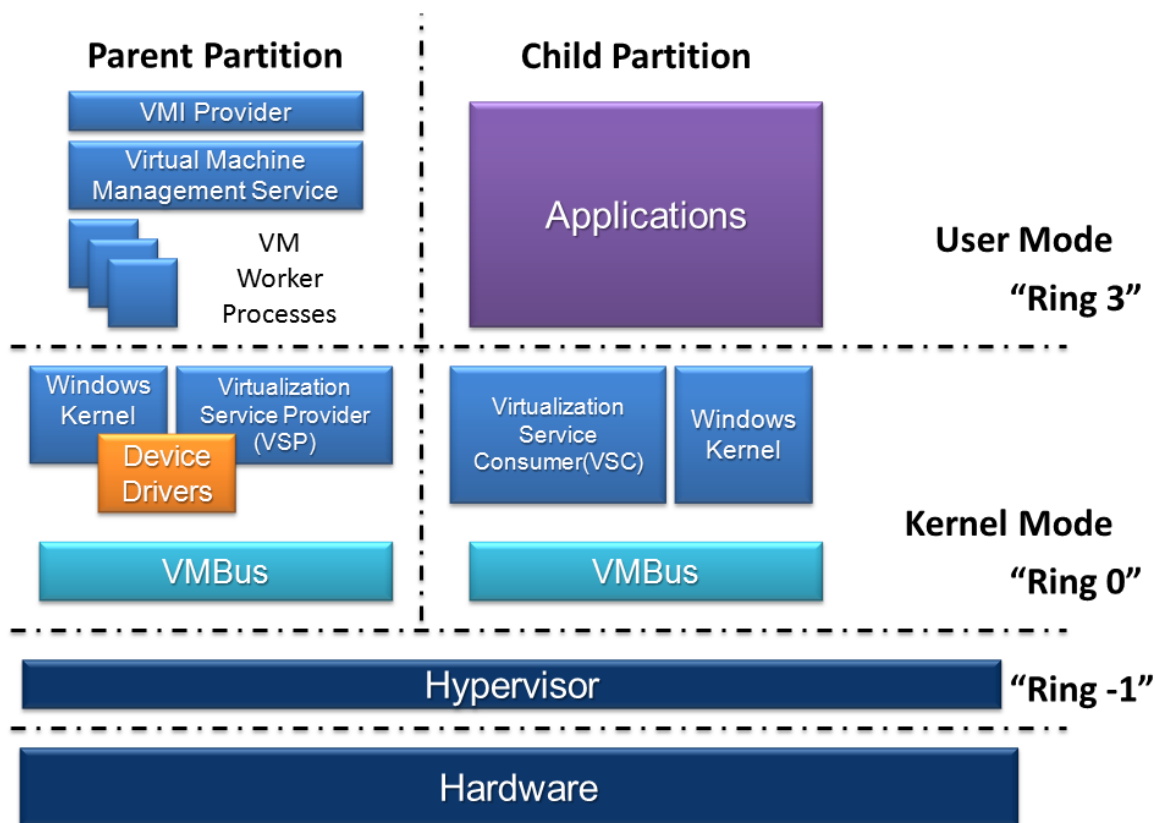 Parent Partition
Child Partition
VMI Provider
Virtual Machine
Management Service
VM
Worker
Processes
Applications
User Mode
“Ring 3”
Windows
Kernel
Virtualization
Service Provider
(VSP)
Device
Drivers
Virtualization
Service
Consumer(VSC)
Windows
Kernel
Kernel Mode
“Ring 0”
VMBus
VMBus
Hypervisor
“Ring -1”
Hardware